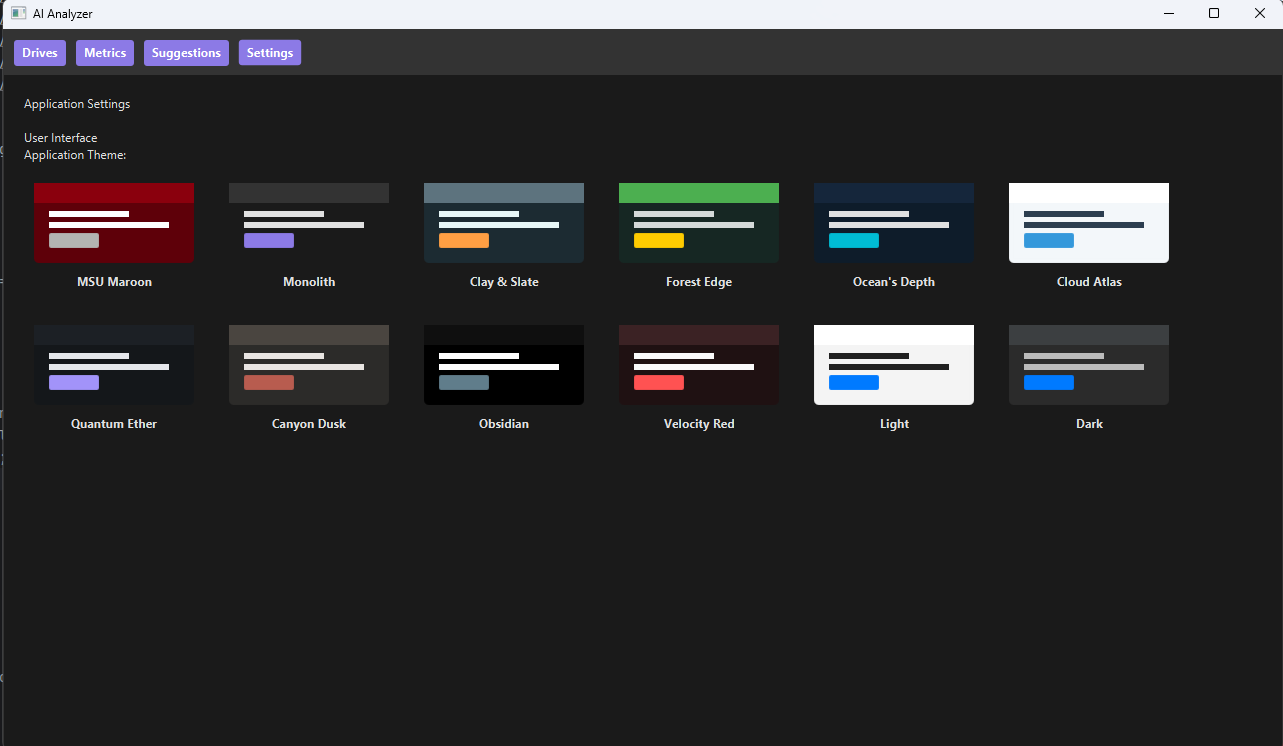 AI Analyzer
Drives Metrics Suggestions Settings
Application Settings
User Interface
Application Theme:
MSU Maroon Monolith Clay & Slate Forest Edge Ocean's Depth Cloud Atlas
Quantum Ether Canyon Dusk Obsidian Velocity Red Light Dark